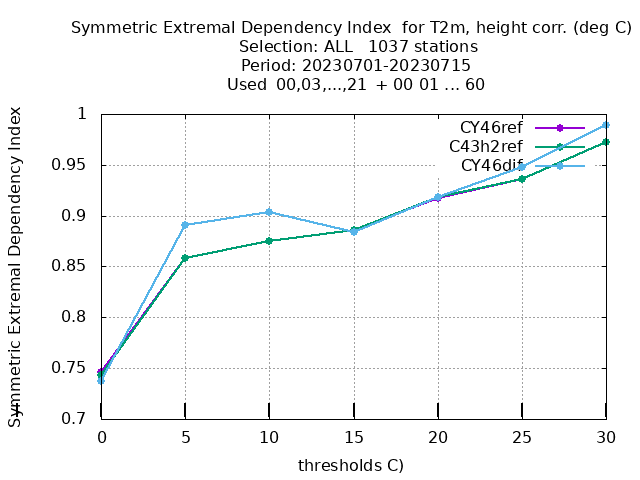 Symmetric Extremal Dependency Index  for T2m, height corr. (deg C)
Selection: ALL   1037 stations
Period: 20230701-20230715
Used  00,03,...,21  + 00 01 ... 60
Symmetric Extremal Dependency Index
1
0.95
0.9
0.85
0.8
0.75
0.7
CY46ref
C43h2ref
CY46dif
0 5 10 15 20 25 30
thresholds C)